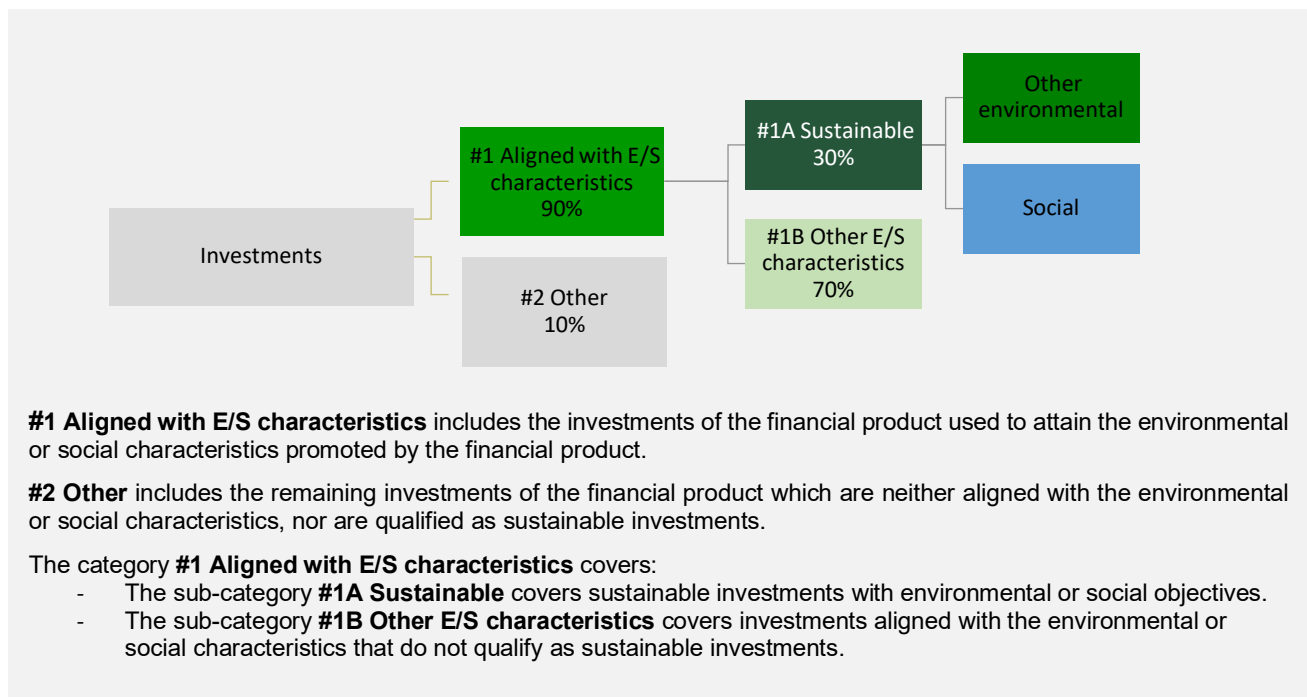 Other
environmental
#1A Sustainable
30%
#1 Aligned with E/S
characteristics
90%
Social
Investments
#1B Other E/S
characteristics
70%
#2 Other
10%
#1 Aligned with E/S characteristics includes the investments of the financial product used to attain the environmental
or social characteristics promoted by the financial product.
#2 Other includes the remaining investments of the financial product which are neither aligned with the environmental
or social characteristics, nor are qualified as sustainable investments.
The category #1 Aligned with E/S characteristics covers:
- The sub-category #1A Sustainable covers sustainable investments with environmental or social objectives.
- The sub-category #1B Other E/S characteristics covers investments aligned with the environmental or
social characteristics that do not qualify as sustainable investments.